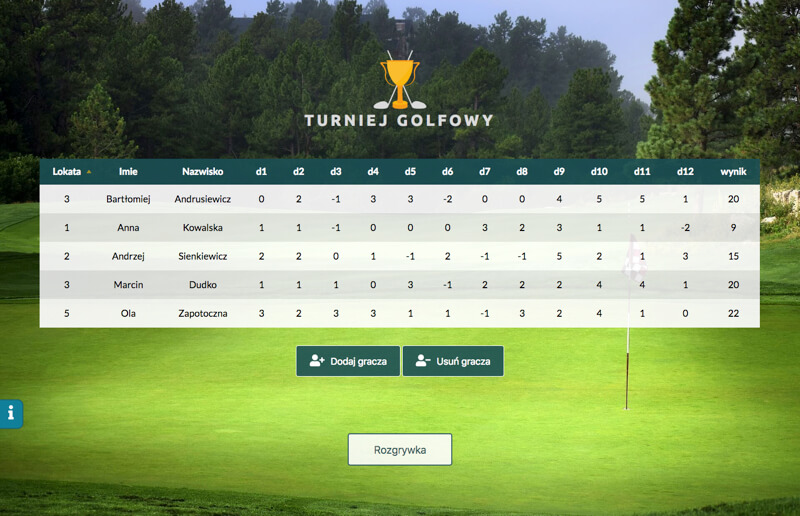 TURNIEJ GOLFOWY
Lokata Imie Nazwisko d1 d2 d3 d4 d5 d6 d7 d8 d9 d10 d11 d12 wynik
3 Bartłomiej Andrusiewicz 0 2 -1 3 3 -2 0 0 4 5 5 1 20
1 Anna Kowalska 1 1 -1 0 0 0 3 2 3 1 1 -2 9
2 Andrzej Sienkiewicz 2 2 0 1 -1 2 -1 -1 5 2 1 3 15
3 Marcin Dudko 1 1 1 0 3 -1 2 2 2 4 4 1 20
5 Ola Zapotoczna 3 2 3 3 1 1 -1 3 2 4 1 0 22
Dodaj gracza Usuń gracza
Rozgrywka